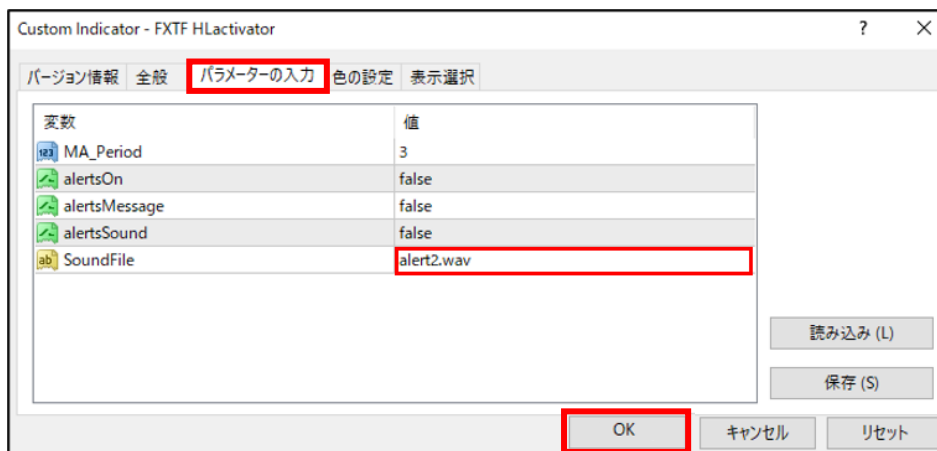 Custom Indicator - FXTF HLactivator
バージョン情報 全般 パラメーターの入力 色の設定 表示選択
変数 値
MA_Period 3
alertsOn false
alertsMessage false
alertsSound false
SoundFile alert2.wav
読み込み (L)
保存 (S)
OK キャンセル リセット